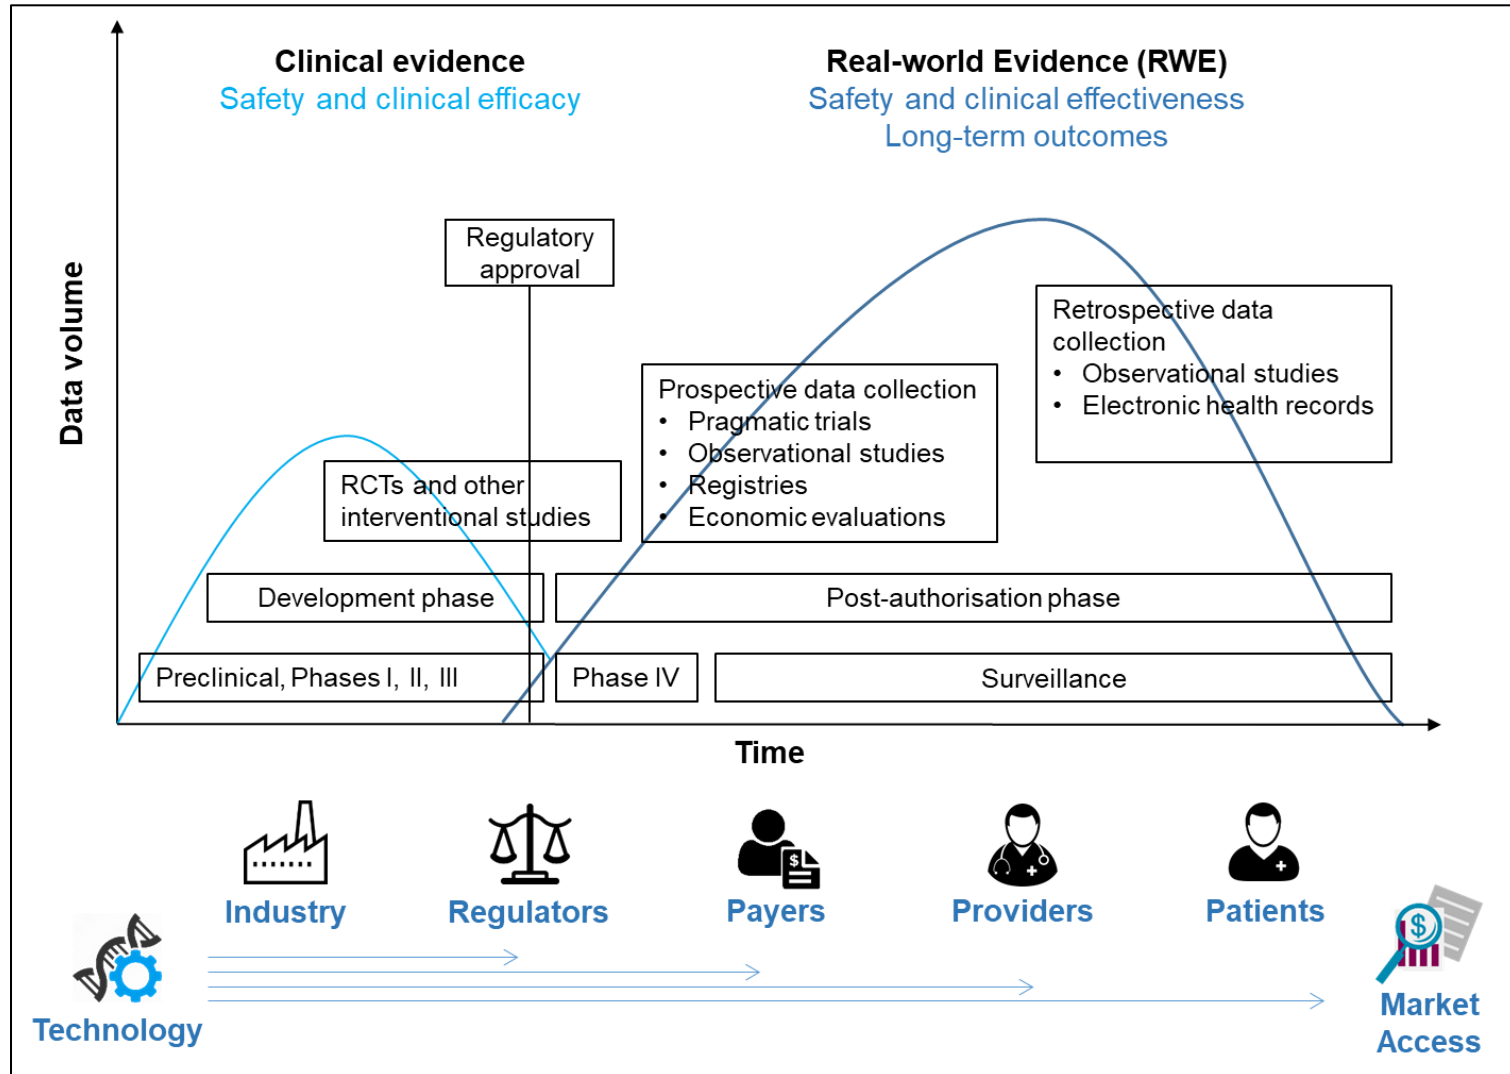 Clinical evidence
Safety and clinical efficacy
Real-world Evidence (RWE)
Safety and clinical effectiveness
Long-term outcomes
Data volume
Regulatory
approval
Retrospective data
collection
• Observational studies
• Electronic health records
Prospective data collection
• Pragmatic trials
• Observational studies
• Registries
• Economic evaluations
RCTs and other
interventional studies
Development phase
Post-authorisation phase
Preclinical, Phases I, II, III
Phase IV
Surveillance
Time
$
Industry
Regulators
Payers
Providers
Patients
$
Technology
Market
Access